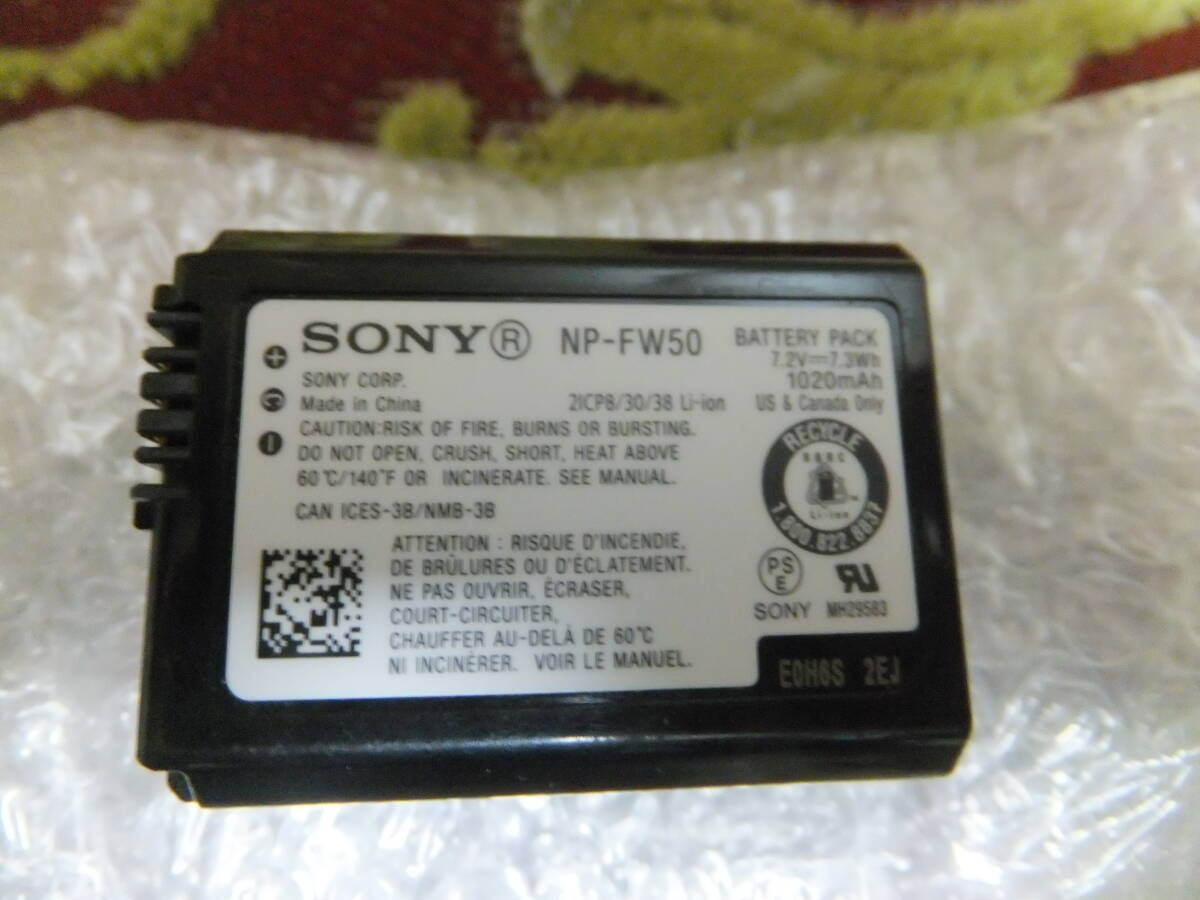 SONY® NP-FW50 BATTERY PACK
7.2V⎓7.3Wh
SONY CORP. 1020mAh
Made in China 2ICP8/30/38 Li-ion US & Canada Only
CAUTION:RISK OF FIRE, BURNS OR BURSTING.
DO NOT OPEN, CRUSH, SHORT, HEAT ABOVE
60℃/140°F OR INCINERATE. SEE MANUAL.
CAN ICES-3B/NMB-3B
RECYCLE
RBRC
Li-ion
1.800.822.8837
ATTENTION : RISQUE D'INCENDIE,
DE BRÛLURES OU D'ÉCLATEMENT.
NE PAS OUVRIR, ÉCRASER,
COURT-CIRCUITER,
CHAUFFER AU-DELÀ DE 60℃
NI INCINÉRER. VOIR LE MANUEL.
PS
E
SONY MH29583
E0H6S 2EJ